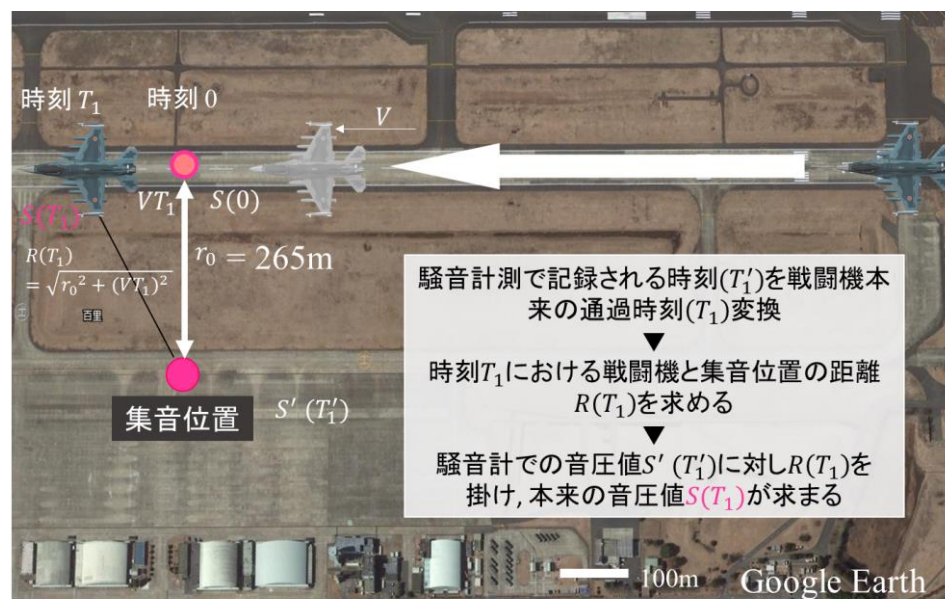 時刻 T₁
時刻 0
V
VT₁
S(0)
S(T₁)
R(T₁)
= √r₀² + (VT₁)²
r₀ = 265m
百里
集音位置
S′ (T₁′)
騒音計測で記録される時刻(T₁′)を戦闘機本
来の通過時刻(T₁)変換
▼
時刻T₁における戦闘機と集音位置の距離
R(T₁)を求める
▼
騒音計での音圧値S′ (T₁′)に対しR(T₁)を
掛け, 本来の音圧値S(T₁)が求まる
100m
Google Earth